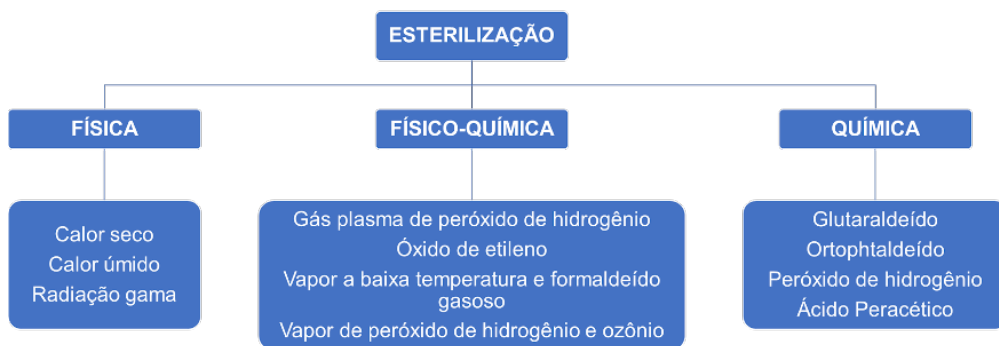 ESTERILIZAÇÃO
FÍSICA
FÍSICO-QUÍMICA
QUÍMICA
Calor seco
Calor úmido
Radiação gama
Gás plasma de peróxido de hidrogênio
Óxido de etileno
Vapor a baixa temperatura e formaldeído
gasoso
Vapor de peróxido de hidrogênio e ozônio
Glutaraldeído
Ortophtaldeído
Peróxido de hidrogênio
Ácido Peracético